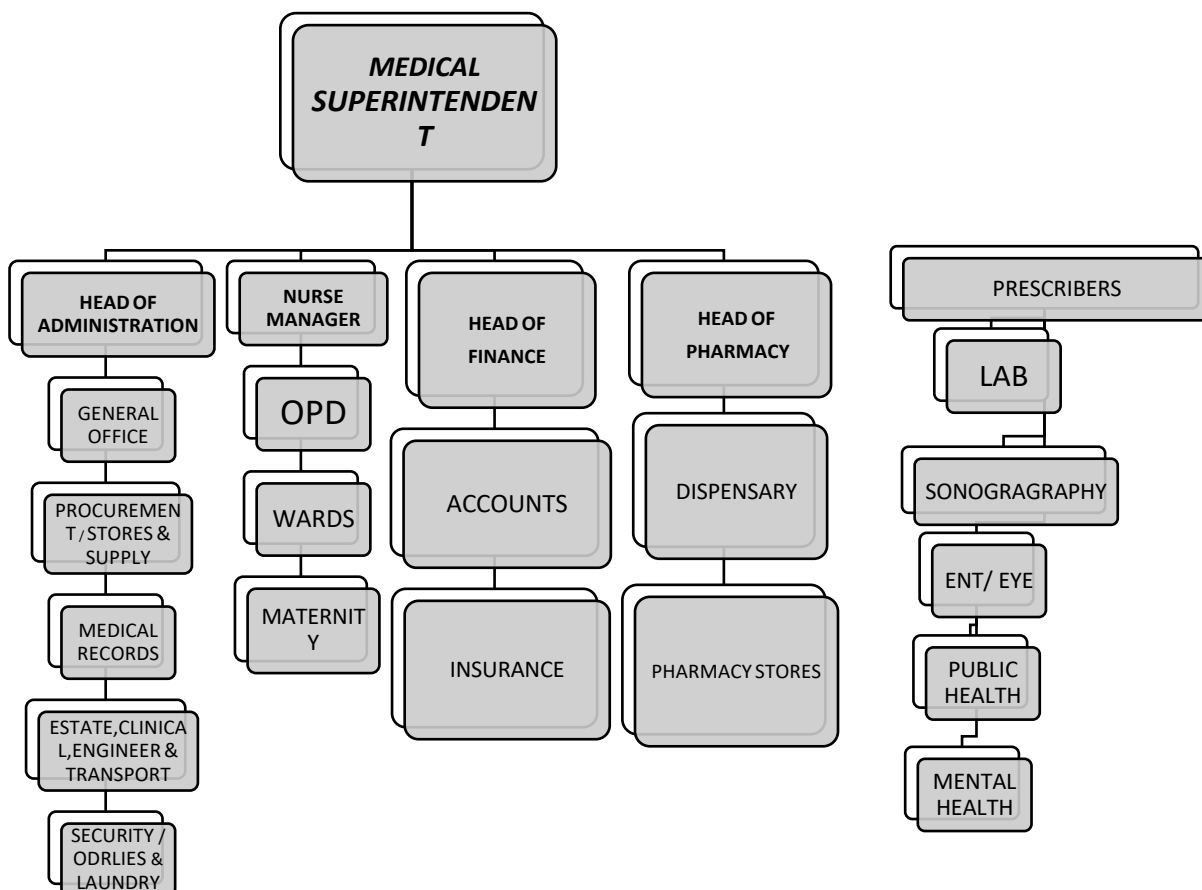 MEDICAL
SUPERINTENDEN
T
HEAD OF
ADMINISTRATION
GENERAL
OFFICE
PROCUREMEN
T/STORES &
SUPPLY
MEDICAL
RECORDS
ESTATE,CLINICA
L,ENGINEER &
TRANSPORT
SECURITY /
ODRLIES &
LAUNDRY
NURSE
MANAGER
OPD
WARDS
MATERNIT
Y
HEAD OF
FINANCE
ACCOUNTS
INSURANCE
HEAD OF
PHARMACY
DISPENSARY
PHARMACY STORES
PRESCRIBERS
LAB
SONOGRAGRAPHY
ENT/ EYE
PUBLIC
HEALTH
MENTAL
HEALTH